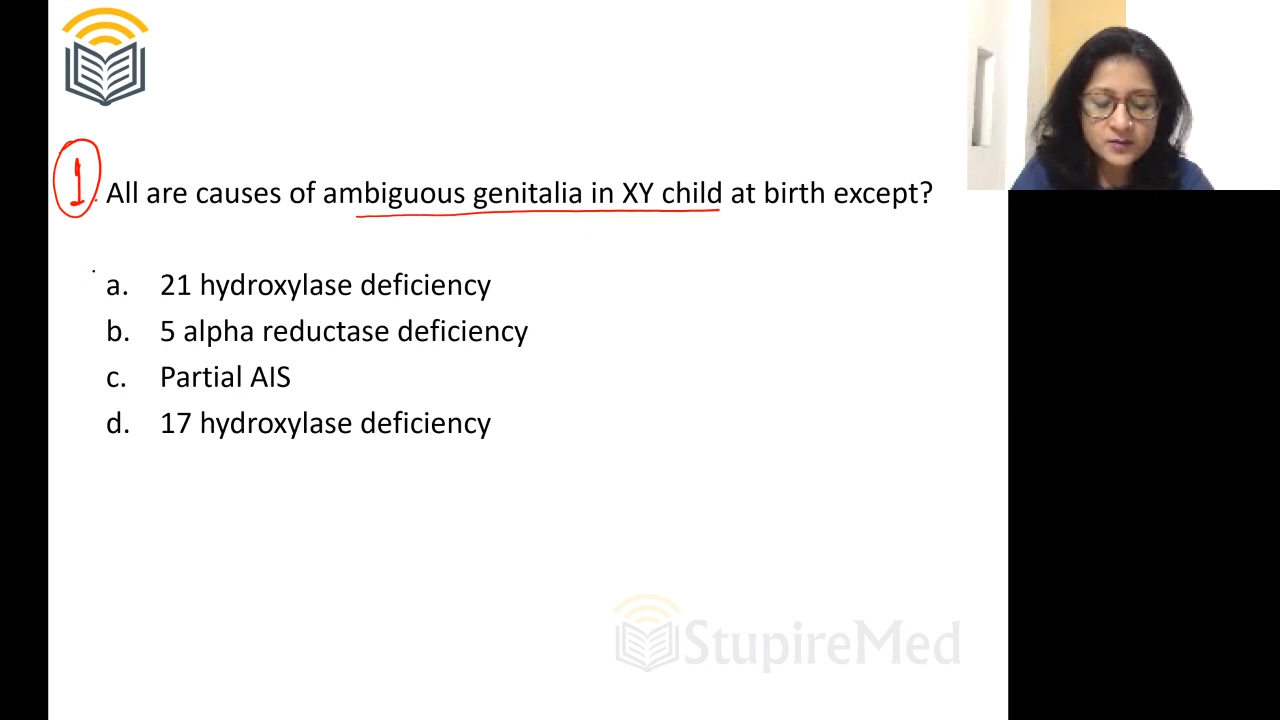 1. All are causes of ambiguous genitalia in XY child at birth except?
a. 21 hydroxylase deficiency
b. 5 alpha reductase deficiency
c. Partial AIS
d. 17 hydroxylase deficiency
StupireMed